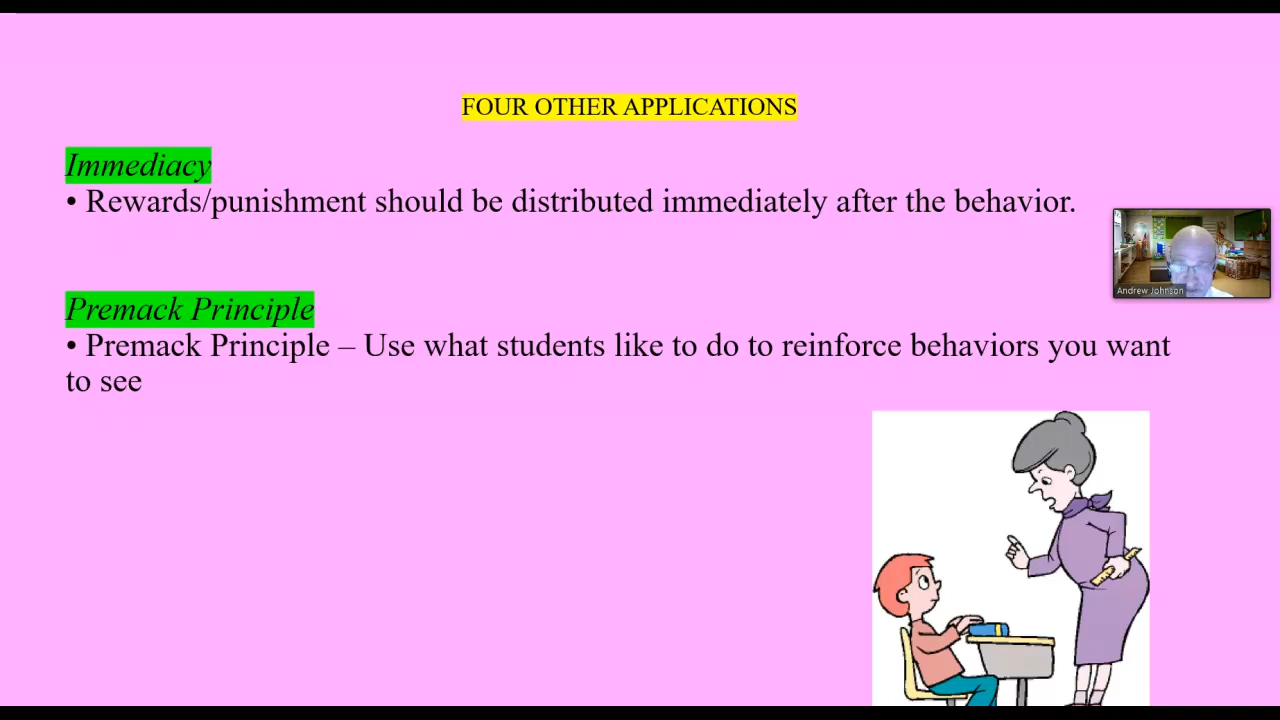 FOUR OTHER APPLICATIONS
Immediacy
• Rewards/punishment should be distributed immediately after the behavior.
Andrew Johnson
Premack Principle
• Premack Principle – Use what students like to do to reinforce behaviors you want
to see